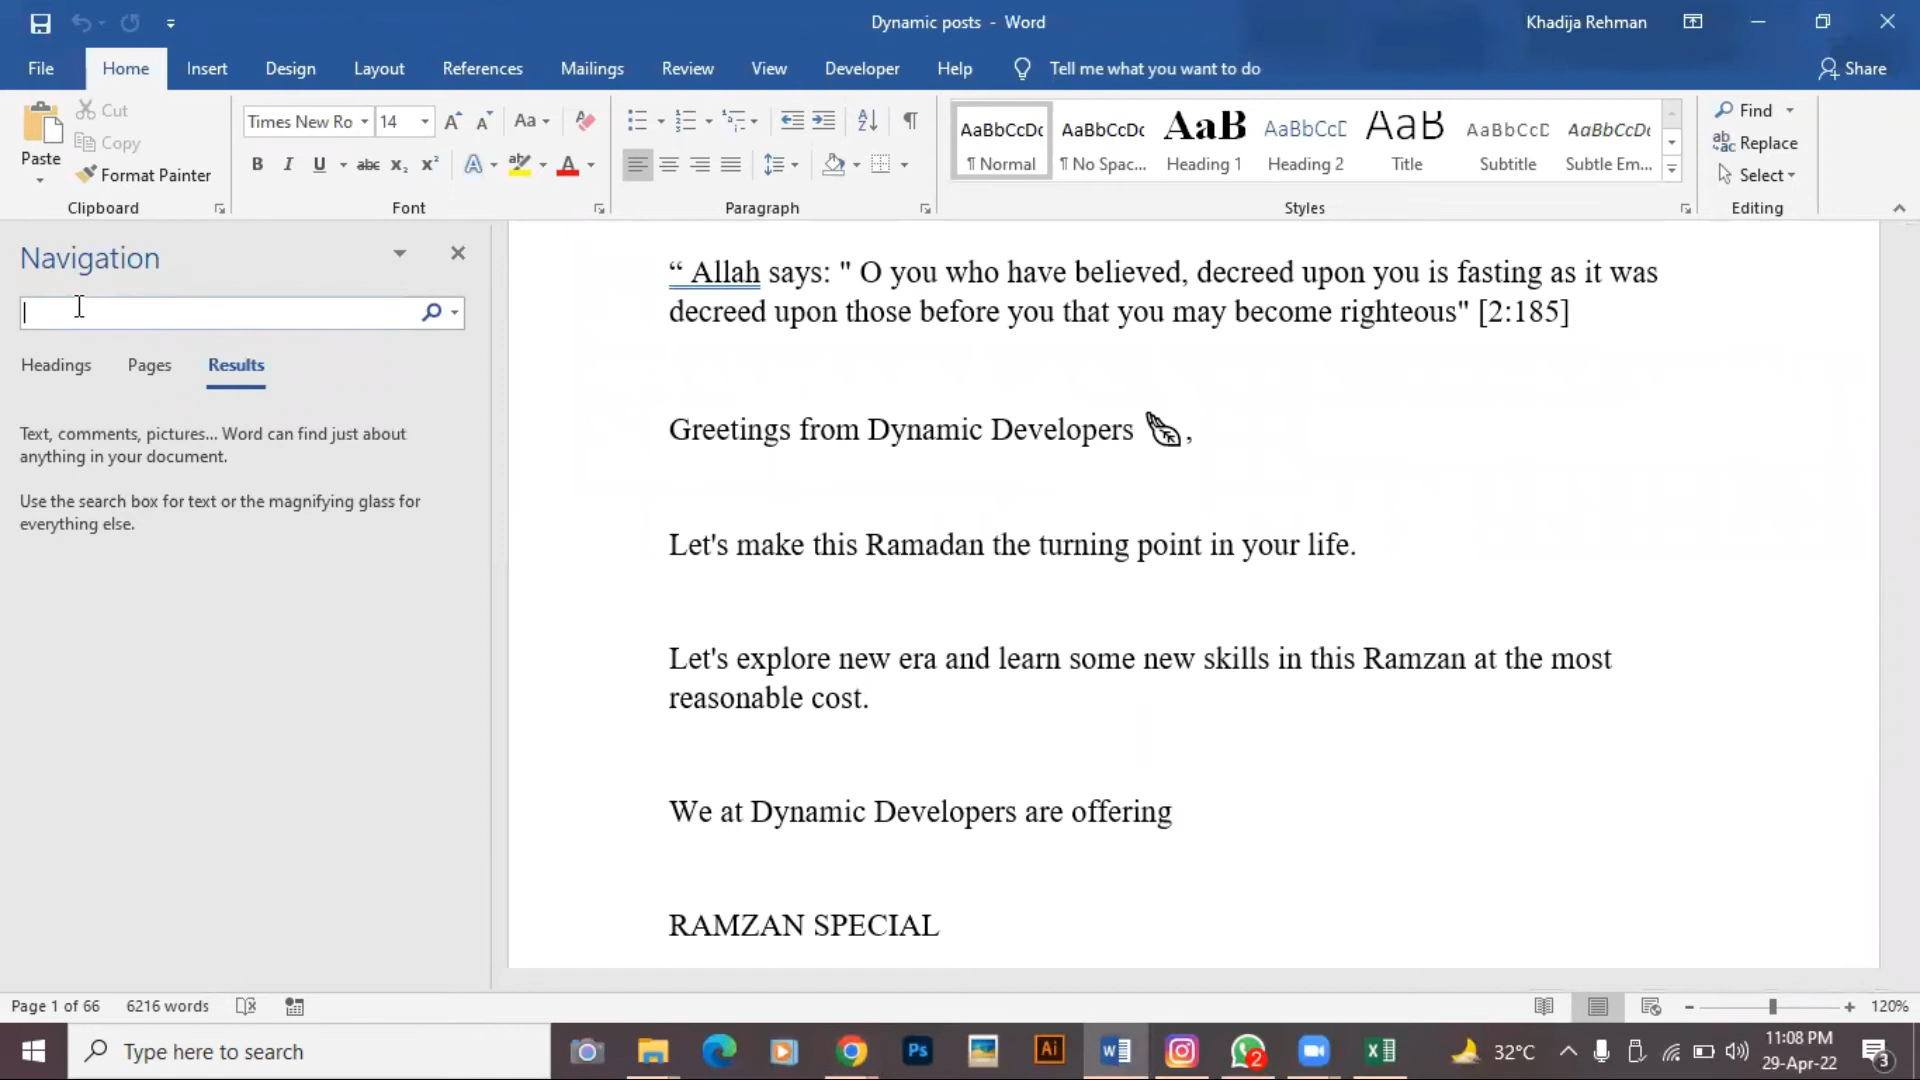 Dynamic posts - Word
Khadija Rehman
File Home Insert Design Layout References Mailings Review View Developer Help Tell me what you want to do Share
Paste
Cut
Copy
Format Painter
Clipboard
Times New Ro 14
Font
Paragraph
AaBbCcDc AaBbCcDc AaB AaBbCcD AaB AaBbCcD AaBbCcDc
¶ Normal ¶ No Spac... Heading 1 Heading 2 Title Subtitle Subtle Em...
Styles
Find
Replace
Select
Editing
Navigation
Headings Pages Results
Text, comments, pictures... Word can find just about
anything in your document.
Use the search box for text or the magnifying glass for
everything else.
“ Allah says: " O you who have believed, decreed upon you is fasting as it was
decreed upon those before you that you may become righteous" [2:185]
Greetings from Dynamic Developers ,
Let's make this Ramadan the turning point in your life.
Let's explore new era and learn some new skills in this Ramzan at the most
reasonable cost.
We at Dynamic Developers are offering
RAMZAN SPECIAL
Page 1 of 66 6216 words
120%
Type here to search
Ps
Ai
2
32°C
11:08 PM
29-Apr-22
3